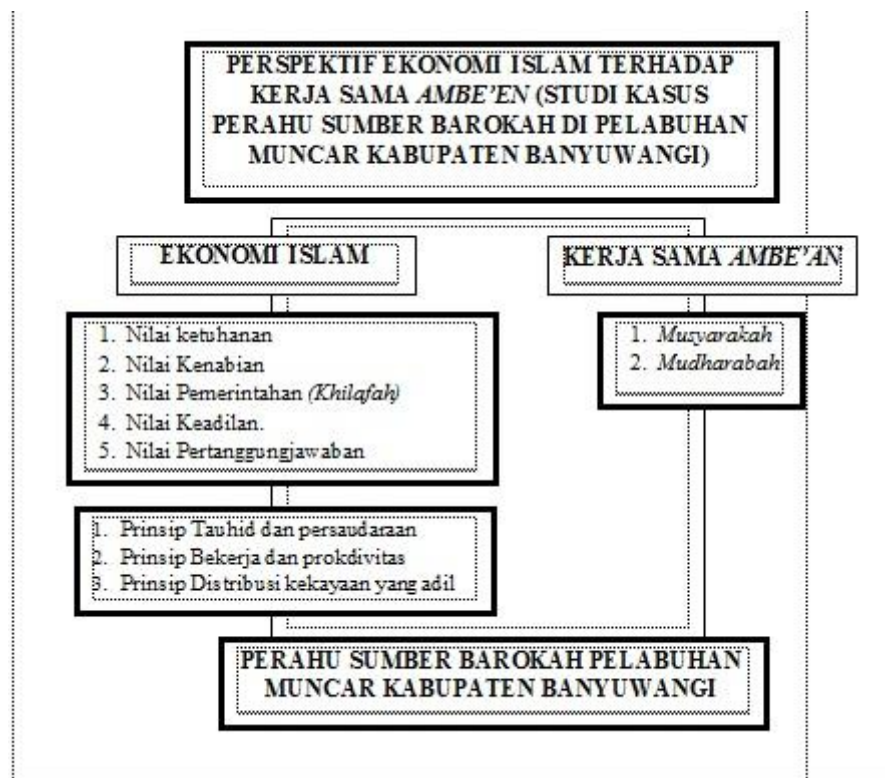 PERSPEKTIF EKONOMI ISLAM TERHADAP
KERJA SAMA AMBE'EN (STUDI KASUS
PERAHU SUMBER BAROKAH DI PELABUHAN
MUNCAR KABUPATEN BANYUWANGI)
EKONOMI ISLAM
1. Nilai ketuhanan
2. Nilai Kenabian
3. Nilai Pemerintahan (Khilafah)
4. Nilai Keadilan.
5. Nilai Pertanggungjawaban
1. Prinsip Tauhid dan persaudaraan
2. Prinsip Bekerja dan prokdivitas
3. Prinsip Distribusi kekayaan yang adil
KERJA SAMA AMBE'AN
1. Musyarakah
2. Mudharabah
PERAHU SUMBER BAROKAH PELABUHAN
MUNCAR KABUPATEN BANYUWANGI